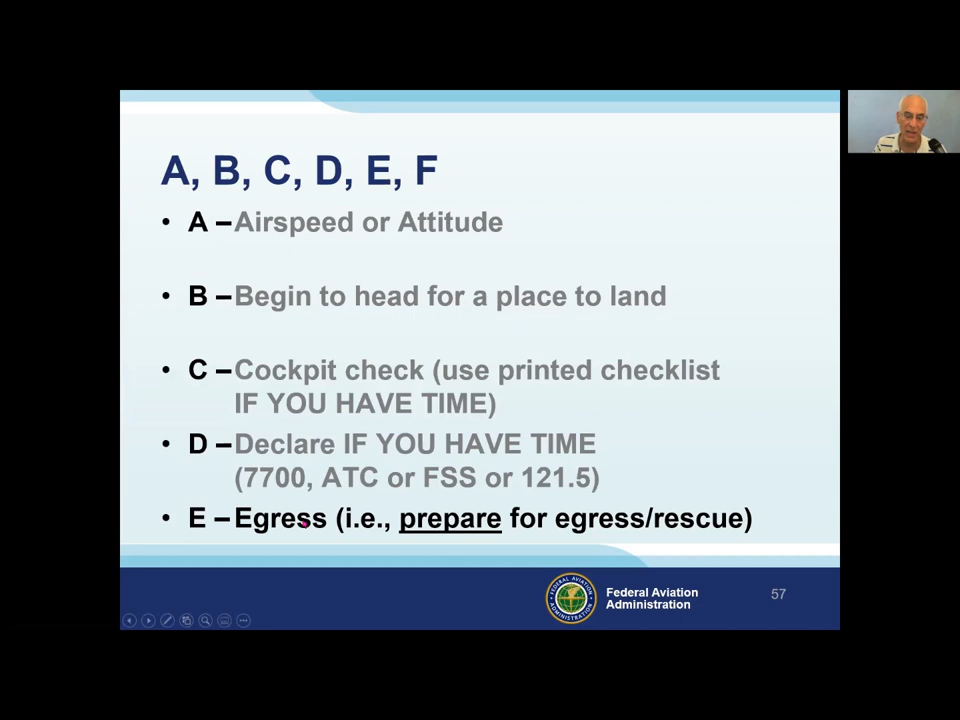 A, B, C, D, E, F
• A – Airspeed or Attitude
• B – Begin to head for a place to land
• C – Cockpit check (use printed checklist
IF YOU HAVE TIME)
• D – Declare IF YOU HAVE TIME
(7700, ATC or FSS or 121.5)
• E – Egress (i.e., prepare for egress/rescue)
Federal Aviation
Administration
57